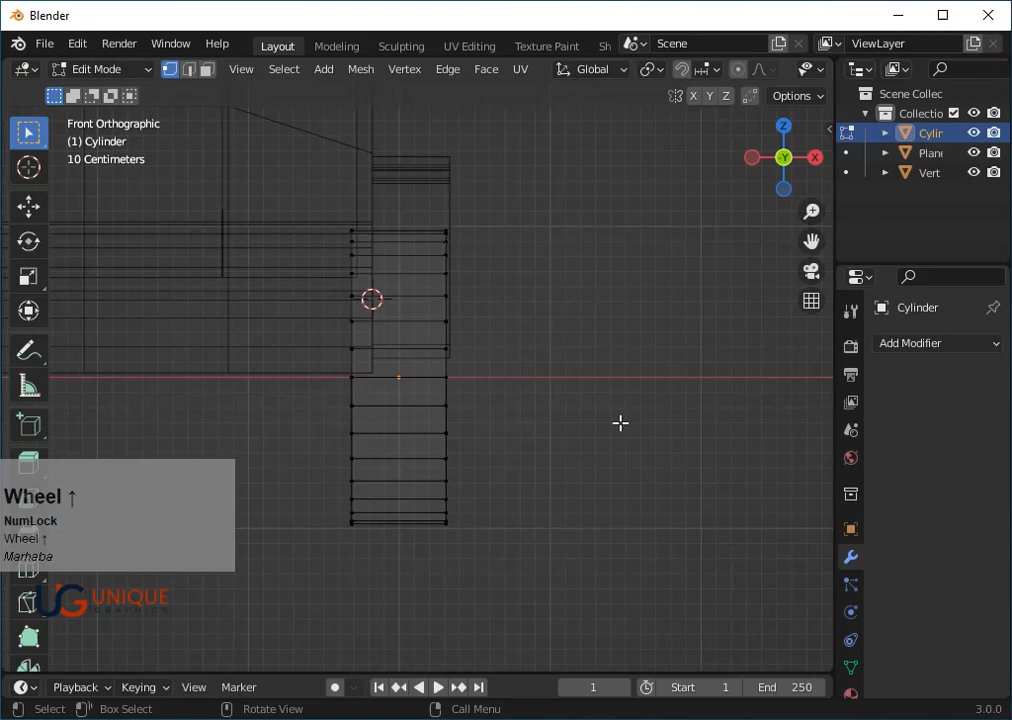 Blender
File Edit Render Window Help
Layout Modeling Sculpting UV Editing Texture Paint Sh
Scene
ViewLayer
Edit Mode
View Select Add Mesh Vertex Edge Face UV
Global
X Y Z
Options
Front Orthographic
(1) Cylinder
10 Centimeters
Z
-Y
X
Scene Collec
Collectio
Cylir
Plane
Vert
Cylinder
Add Modifier
Wheel ↑
NumLock
Wheel ↑
Marhaba
UG UNIQUE
GRAPHICS
Playback Keying View Marker
1
Start 1
End 250
Select
Box Select
Rotate View
Call Menu
3.0.0